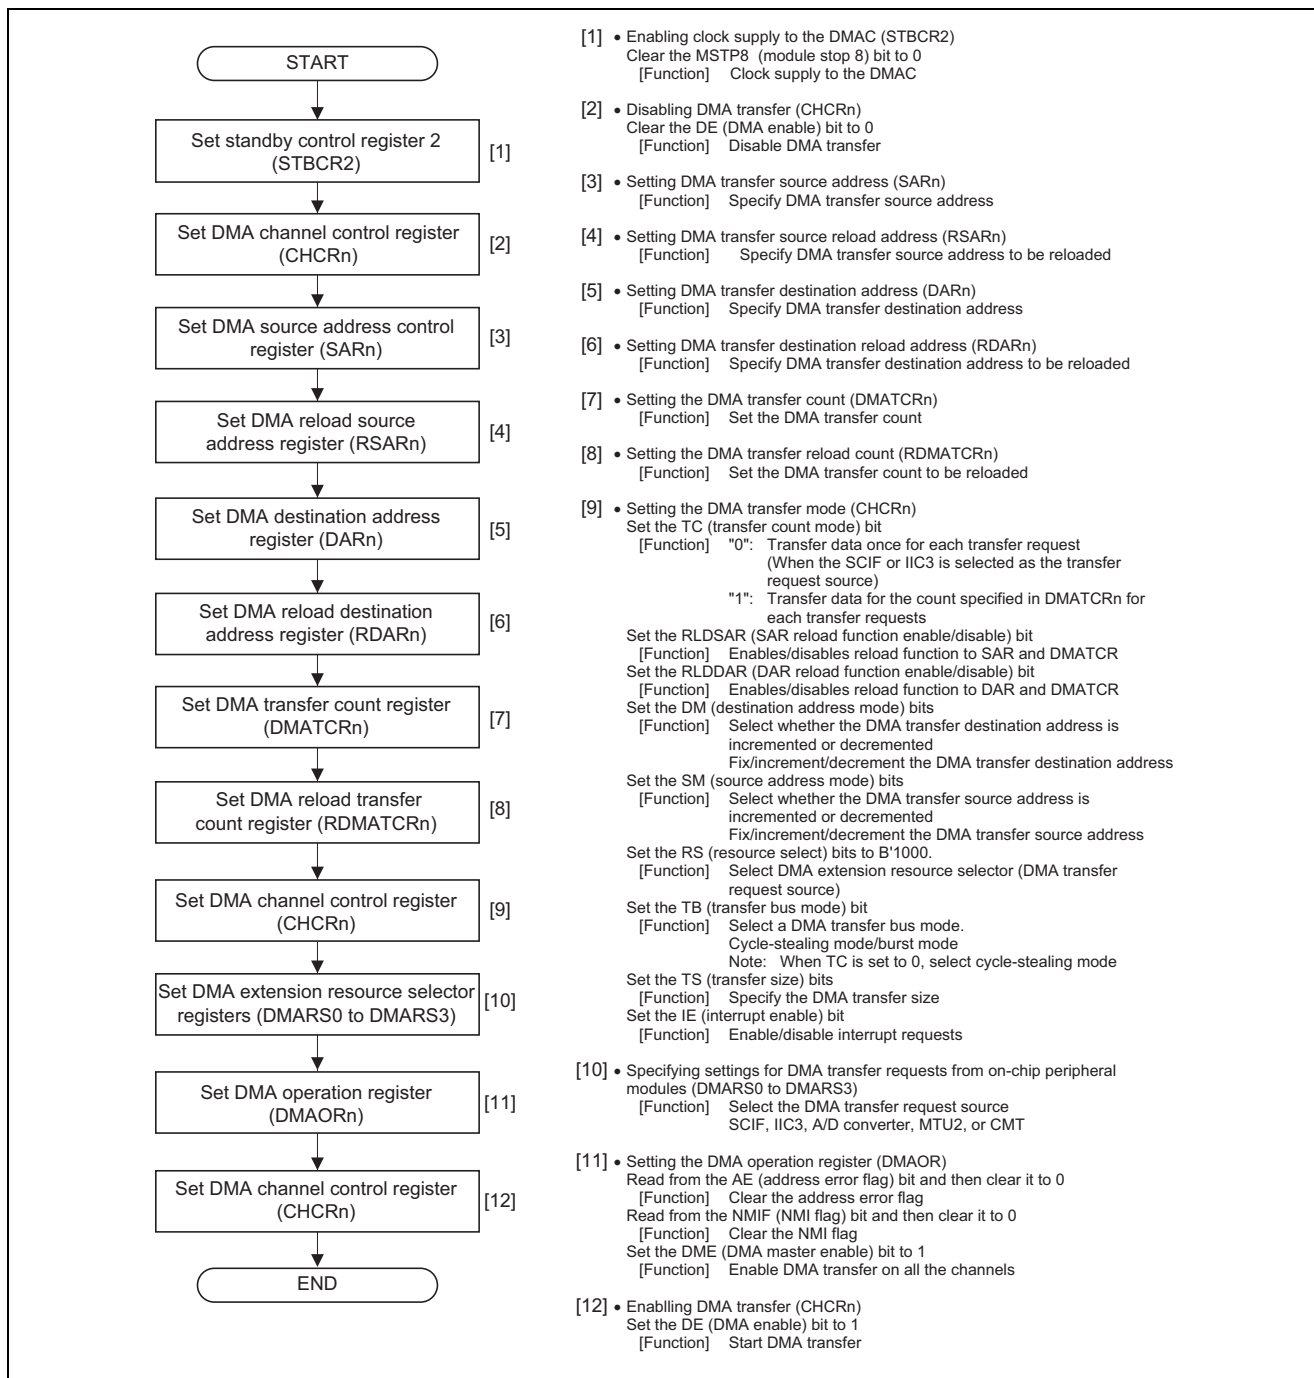 START
Set standby control register 2
(STBCR2)
[1]
Set DMA channel control register
(CHCRn)
[2]
Set DMA source address control
register (SARn)
[3]
Set DMA reload source
address register (RSARn)
[4]
Set DMA destination address
register (DARn)
[5]
Set DMA reload destination
address register (RDARn)
[6]
Set DMA transfer count register
(DMATCRn)
[7]
Set DMA reload transfer
count register (RDMATCRn)
[8]
Set DMA channel control register
(CHCRn)
[9]
Set DMA extension resource selector
registers (DMARS0 to DMARS3)
[10]
Set DMA operation register
(DMAORn)
[11]
Set DMA channel control register
(CHCRn)
[12]
END
[1] • Enabling clock supply to the DMAC (STBCR2)
Clear the MSTP8 (module stop 8) bit to 0
[Function] Clock supply to the DMAC
[2] • Disabling DMA transfer (CHCRn)
Clear the DE (DMA enable) bit to 0
[Function] Disable DMA transfer
[3] • Setting DMA transfer source address (SARn)
[Function] Specify DMA transfer source address
[4] • Setting DMA transfer source reload address (RSARn)
[Function] Specify DMA transfer source address to be reloaded
[5] • Setting DMA transfer destination address (DARn)
[Function] Specify DMA transfer destination address
[6] • Setting DMA transfer destination reload address (RDARn)
[Function] Specify DMA transfer destination address to be reloaded
[7] • Setting the DMA transfer count (DMATCRn)
[Function] Set the DMA transfer count
[8] • Setting the DMA transfer reload count (RDMATCRn)
[Function] Set the DMA transfer count to be reloaded
[9] • Setting the DMA transfer mode (CHCRn)
Set the TC (transfer count mode) bit
[Function] "0": Transfer data once for each transfer request
(When the SCIF or IIC3 is selected as the transfer
request source)
"1": Transfer data for the count specified in DMATCRn for
each transfer requests
Set the RLDSAR (SAR reload function enable/disable) bit
[Function] Enables/disables reload function to SAR and DMATCR
Set the RLDDAR (DAR reload function enable/disable) bit
[Function] Enables/disables reload function to DAR and DMATCR
Set the DM (destination address mode) bits
[Function] Select whether the DMA transfer destination address is
incremented or decremented
Fix/increment/decrement the DMA transfer destination address
Set the SM (source address mode) bits
[Function] Select whether the DMA transfer source address is
incremented or decremented
Fix/increment/decrement the DMA transfer source address
Set the RS (resource select) bits to B'1000.
[Function] Select DMA extension resource selector (DMA transfer
request source)
Set the TB (transfer bus mode) bit
[Function] Select a DMA transfer bus mode.
Cycle-stealing mode/burst mode
Note: When TC is set to 0, select cycle-stealing mode
Set the TS (transfer size) bits
[Function] Specify the DMA transfer size
Set the IE (interrupt enable) bit
[Function] Enable/disable interrupt requests
[10] • Specifying settings for DMA transfer requests from on-chip peripheral
modules (DMARS0 to DMARS3)
[Function] Select the DMA transfer request source
SCIF, IIC3, A/D converter, MTU2, or CMT
[11] • Setting the DMA operation register (DMAOR)
Read from the AE (address error flag) bit and then clear it to 0
[Function] Clear the address error flag
Read from the NMIF (NMI flag) bit and then clear it to 0
[Function] Clear the NMI flag
Set the DME (DMA master enable) bit to 1
[Function] Enable DMA transfer on all the channels
[12] • Enablling DMA transfer (CHCRn)
Set the DE (DMA enable) bit to 1
[Function] Start DMA transfer